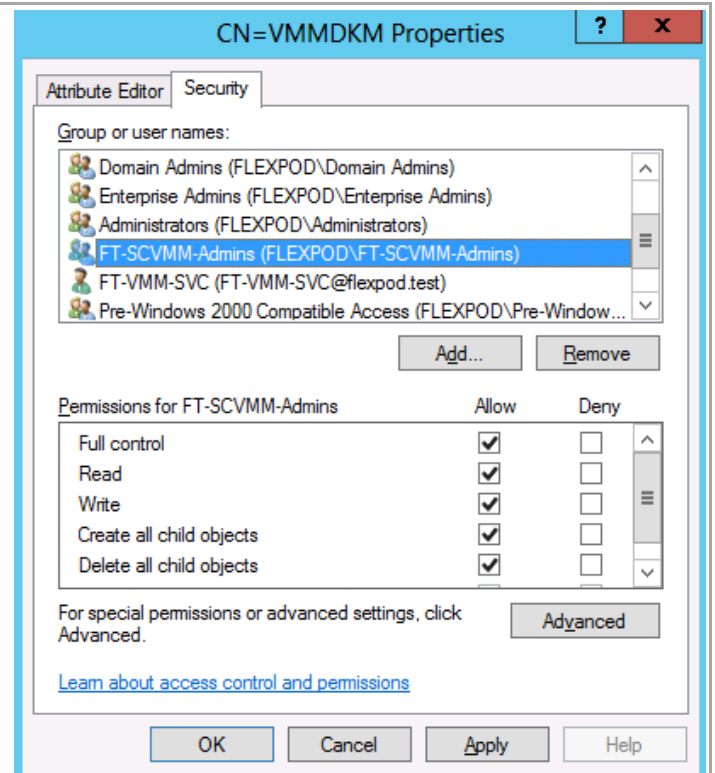 CN=VMMDKM Properties
? x
Attribute Editor Security
Group or user names:
Domain Admins (FLEXPOD\Domain Admins)
Enterprise Admins (FLEXPOD\Enterprise Admins)
Administrators (FLEXPOD\Administrators)
FT-SCVMM-Admins (FLEXPOD\FT-SCVMM-Admins)
FT-VMM-SVC (FT-VMM-SVC@flexpod.test)
Pre-Windows 2000 Compatible Access (FLEXPOD\Pre-Window...
Add... Remove
Permissions for FT-SCVMM-Admins Allow Deny
Full control
Read
Write
Create all child objects
Delete all child objects
For special permissions or advanced settings, click
Advanced.
Advanced
Learn about access control and permissions
OK Cancel Apply Help